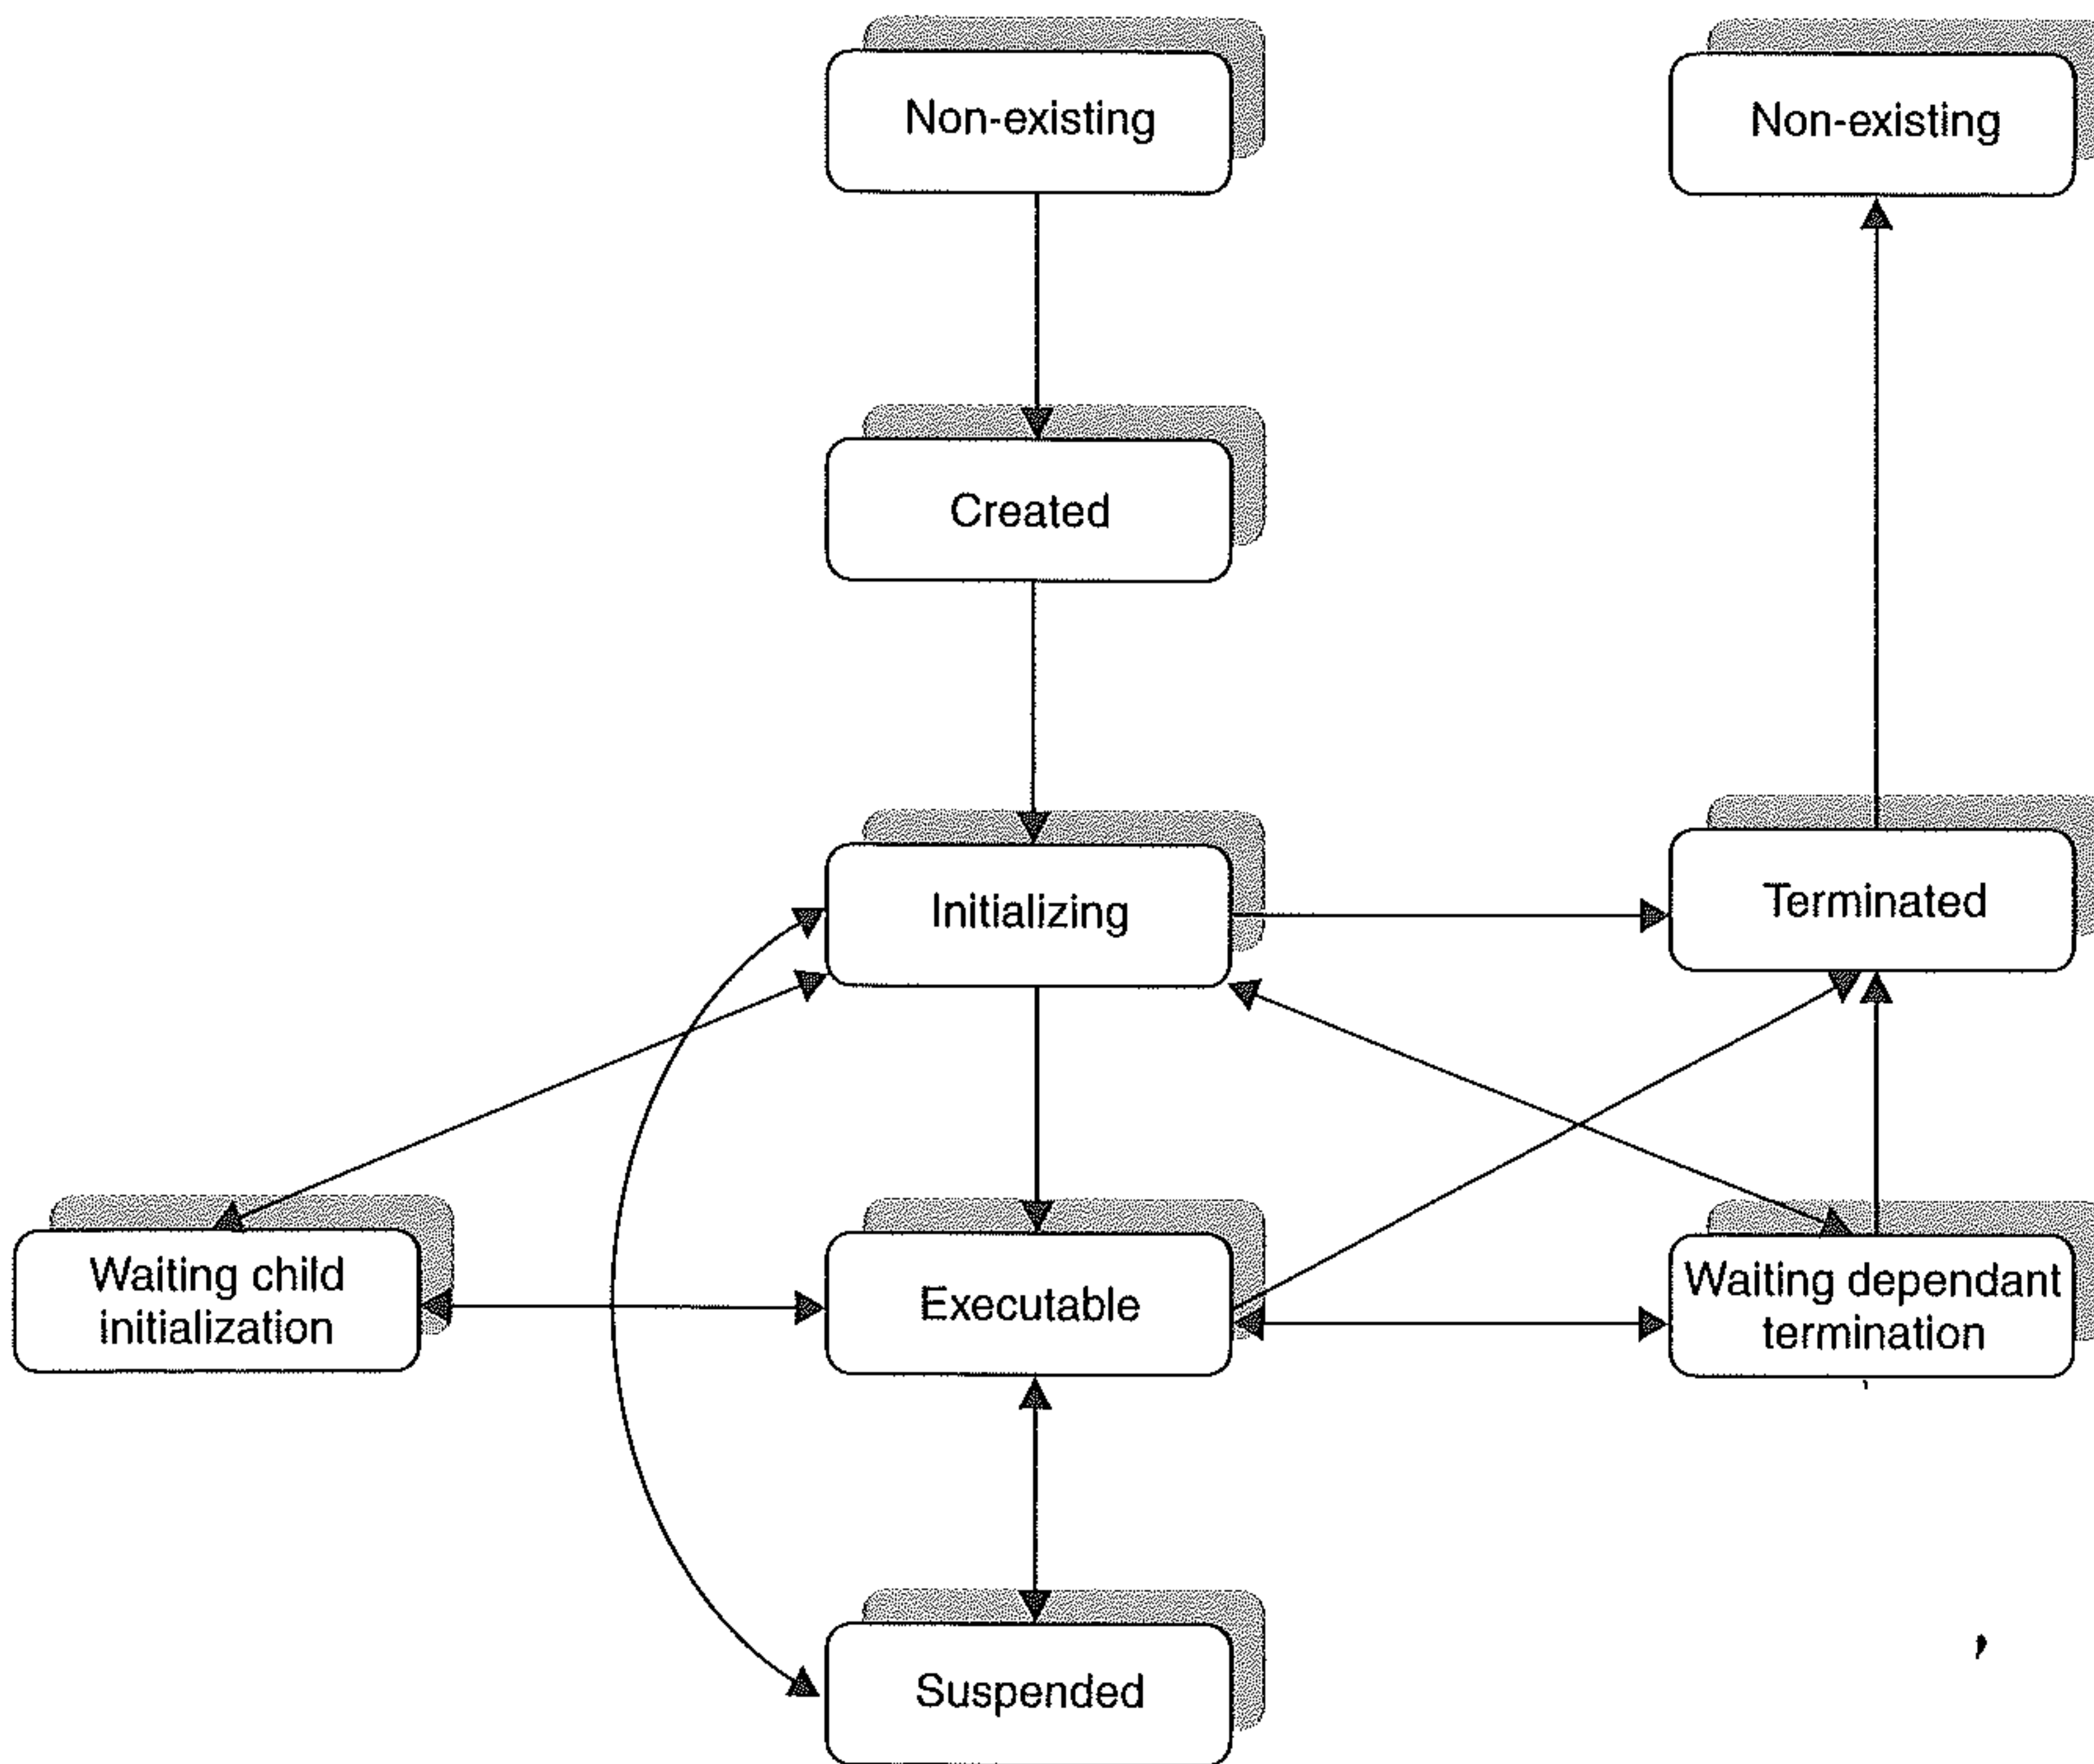 Non-existing
Non-existing
Created
Initializing
Terminated
Waiting child
initialization
Executable
Waiting dependant
termination
Suspended